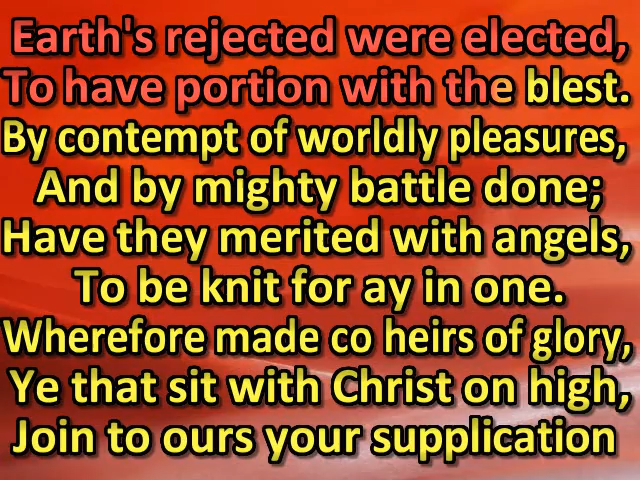 Earth's rejected were elected,
To have portion with the blest.
By contempt of worldly pleasures,
And by mighty battle done;
Have they merited with angels,
To be knit for ay in one.
Wherefore made co heirs of glory,
Ye that sit with Christ on high,
Join to ours your supplication